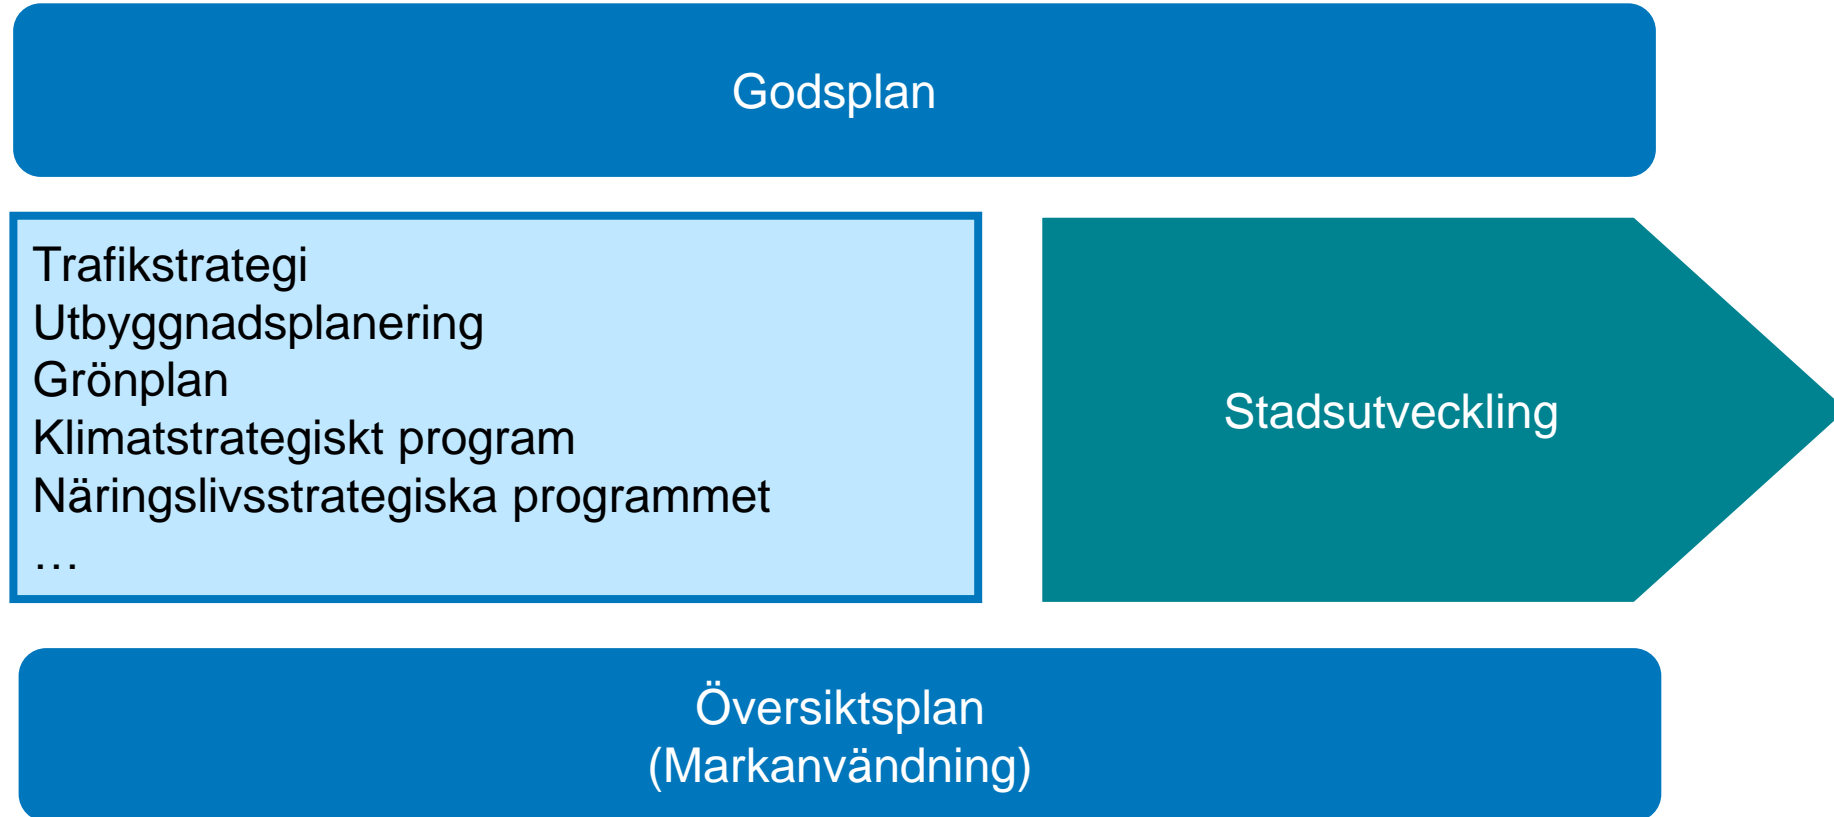 Godsplan
Trafikstrategi
Utbyggnadsplanering
Grönplan
Klimatstrategiskt program
Näringslivsstrategiska programmet
…
Stadsutveckling
Översiktsplan
(Markanvändning)